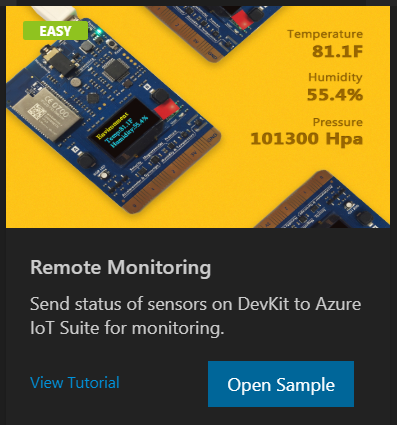 EASY
Temperature
81.1F
Humidity
55.4%
Pressure
101300 Hpa
Environment
Temp:81.1F
Humidity:55.4%
Remote Monitoring
Send status of sensors on DevKit to Azure
IoT Suite for monitoring.
View Tutorial
Open Sample